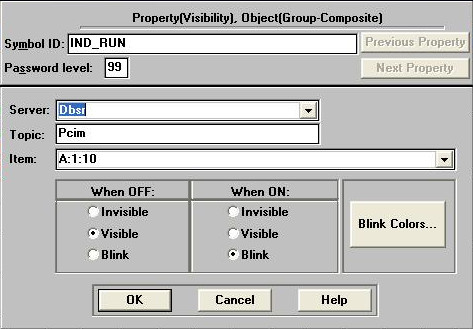 Property(Visibility), Object(Group-Composite)
Symbol ID: IND_RUN Previous Property
Password level: 99 Next Property
Server: Dbsr
Topic: Pcim
Item: A:1:10
When OFF: When ON:
Invisible Invisible
Visible Visible Blink Colors...
Blink Blink
OK Cancel Help